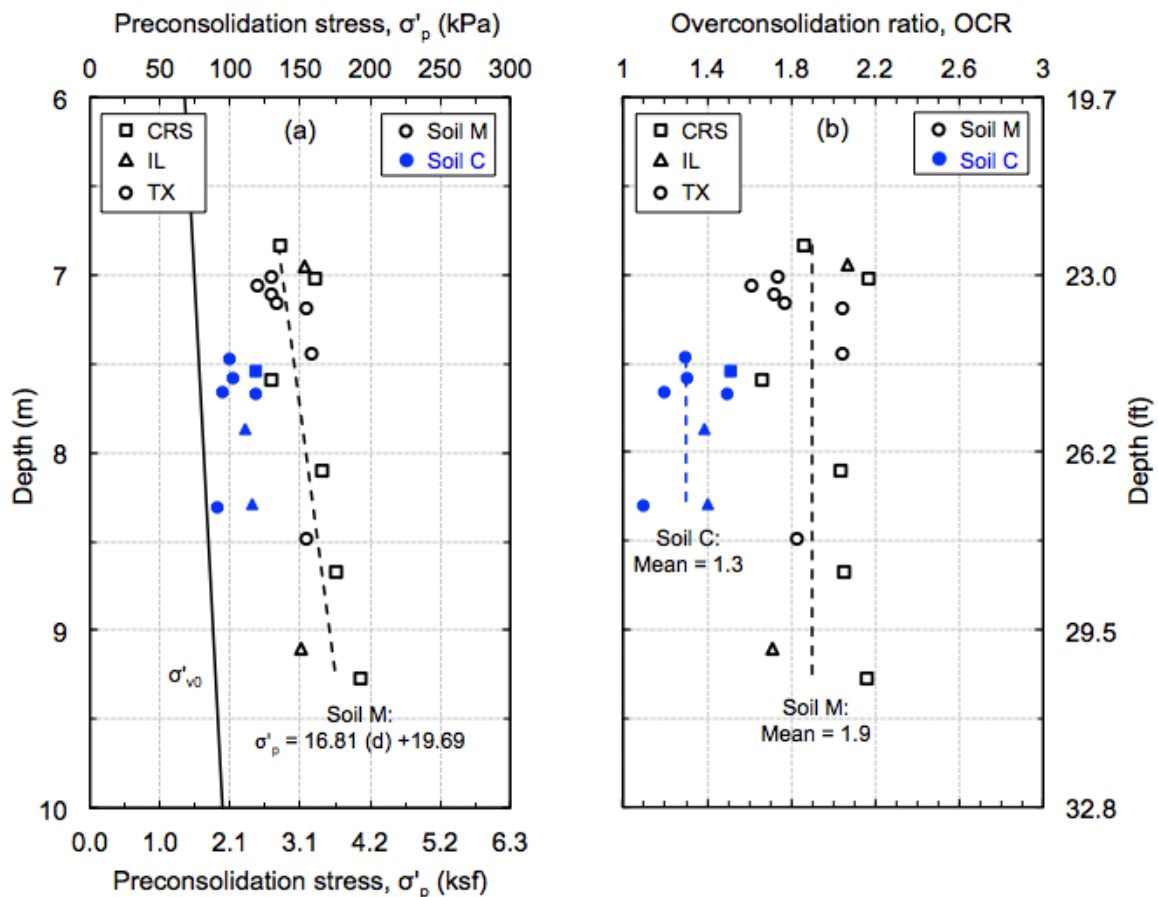 Preconsolidation stress, σ'p (kPa)
0 50 100 150 200 250 300
6
7
8
9
10
Depth (m)
CRS
IL
TX
(a)
Soil M
Soil C
σ'v0
Soil M:
σ'p = 16.81 (d) +19.69
0.0 1.0 2.1 3.1 4.2 5.2 6.3
Preconsolidation stress, σ'p (ksf)
Overconsolidation ratio, OCR
1 1.4 1.8 2.2 2.6 3
CRS
IL
TX
(b)
Soil M
Soil C
Soil C:
Mean = 1.3
Soil M:
Mean = 1.9
19.7
23.0
26.2
29.5
32.8
Depth (ft)